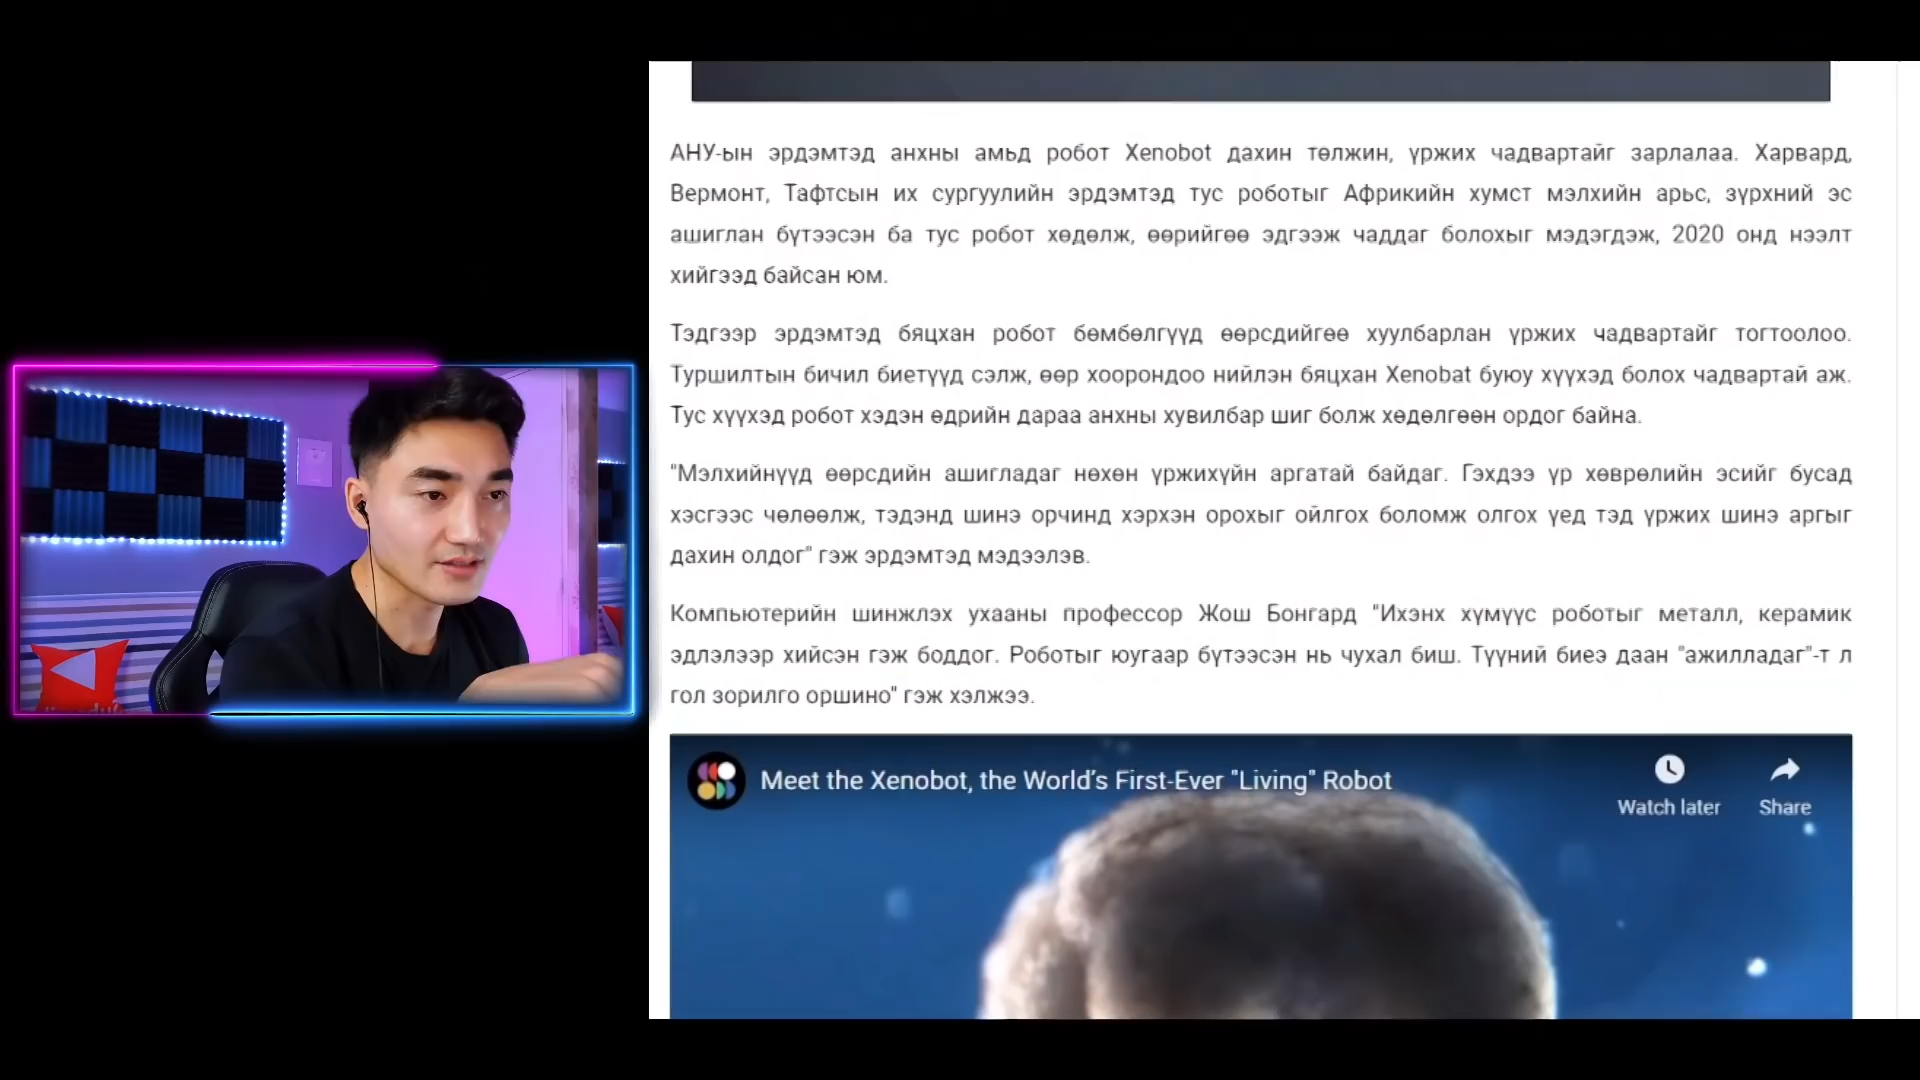 АНУ-ын эрдэмтэд анхны амьд робот Xenobot дахин төлжин, үржих чадвартайг зарлалаа. Харвард,
Вермонт, Тафтсын их сургуулийн эрдэмтэд тус роботыг Африкийн хумст мэлхийн арьс, зүрхний эс
ашиглан бүтээсэн ба тус робот хөдөлж, өөрийгөө эдгээж чаддаг болохыг мэдэгдэж, 2020 онд нээлт
хийгээд байсан юм.
Тэдгээр эрдэмтэд бяцхан робот бөмбөлгүүд өөрсдийгөө хуулбарлан үржих чадвартайг тогтоолоо.
Туршилтын бичил биетүүд сэлж, өөр хоорондоо нийлэн бяцхан Xenobat буюу хүүхэд болох чадвартай аж.
Тус хүүхэд робот хэдэн өдрийн дараа анхны хувилбар шиг болж хөдөлгөөн ордог байна.
"Мэлхийнүүд өөрсдийн ашигладаг нөхөн үржихүйн аргатай байдаг. Гэхдээ үр хөврөлийн эсийг бусад
хэсгээс чөлөөлж, тэдэнд шинэ орчинд хэрхэн орохыг ойлгох боломж олгох үед тэд үржих шинэ аргыг
дахин олдог" гэж эрдэмтэд мэдээлэв.
Компьютерийн шинжлэх ухааны профессор Жош Бонгард "Ихэнх хүмүүс роботыг металл, керамик
эдлэлээр хийсэн гэж боддог. Роботыг юугаар бүтээсэн нь чухал биш. Түүний биеэ даан "ажилладаг"-т л
гол зорилго оршино" гэж хэлжээ.
Meet the Xenobot, the World’s First-Ever "Living" Robot
Watch later
Share